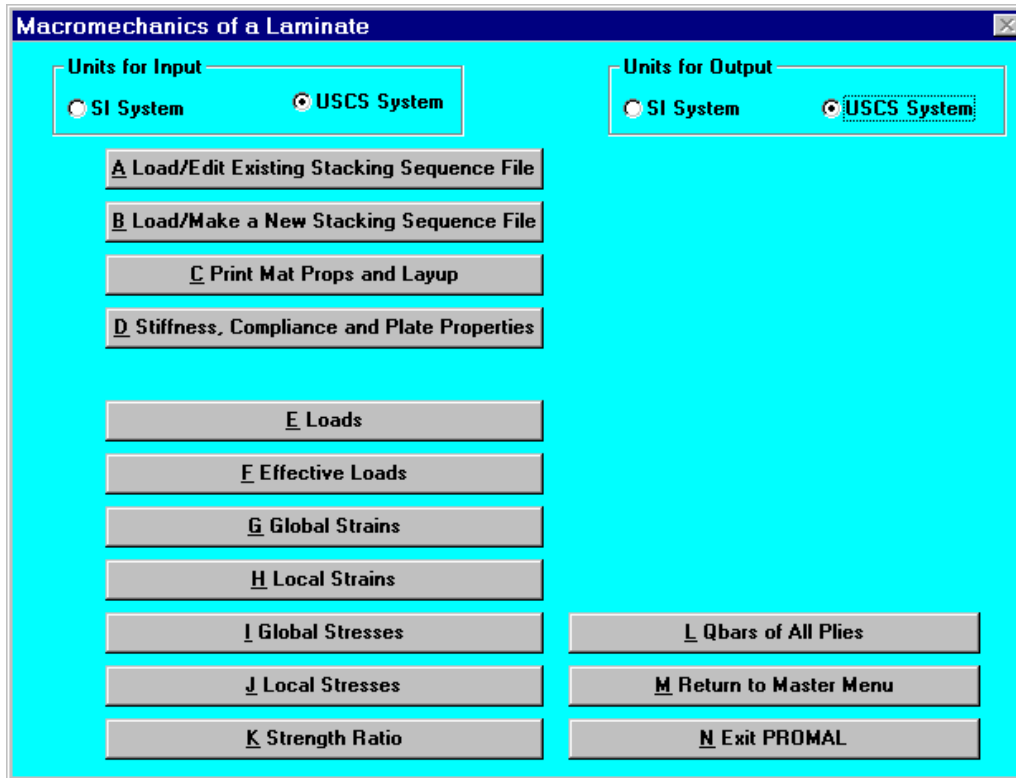 Macromechanics of a Laminate
Units for Input
SI System
USCS System
Units for Output
SI System
USCS System
A Load/Edit Existing Stacking Sequence File
B Load/Make a New Stacking Sequence File
C Print Mat Props and Layup
D Stiffness, Compliance and Plate Properties
E Loads
F Effective Loads
G Global Strains
H Local Strains
I Global Stresses
J Local Stresses
K Strength Ratio
L Qbars of All Plies
M Return to Master Menu
N Exit PROMAL